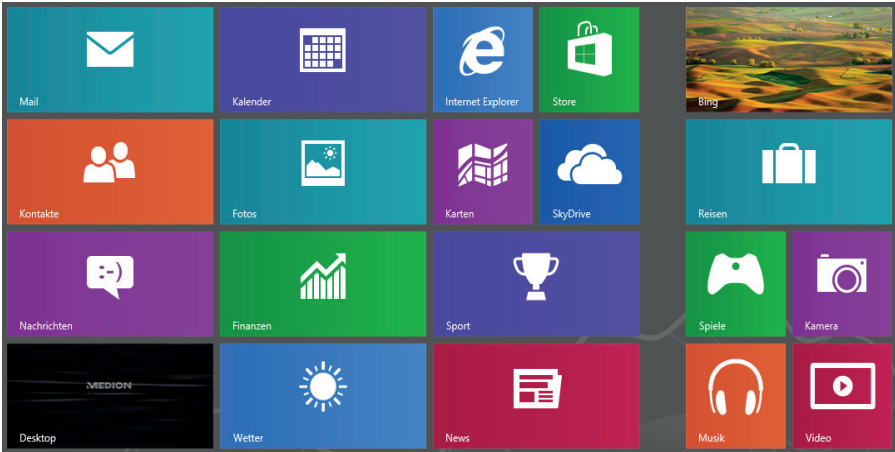 Mail
Kalender
Internet Explorer
Store
Bing
Kontakte
Fotos
Karten
SkyDrive
Reisen
:-)
Nachrichten
Finanzen
Sport
Spiele
Kamera
MEDION
Desktop
Wetter
News
Musik
Video